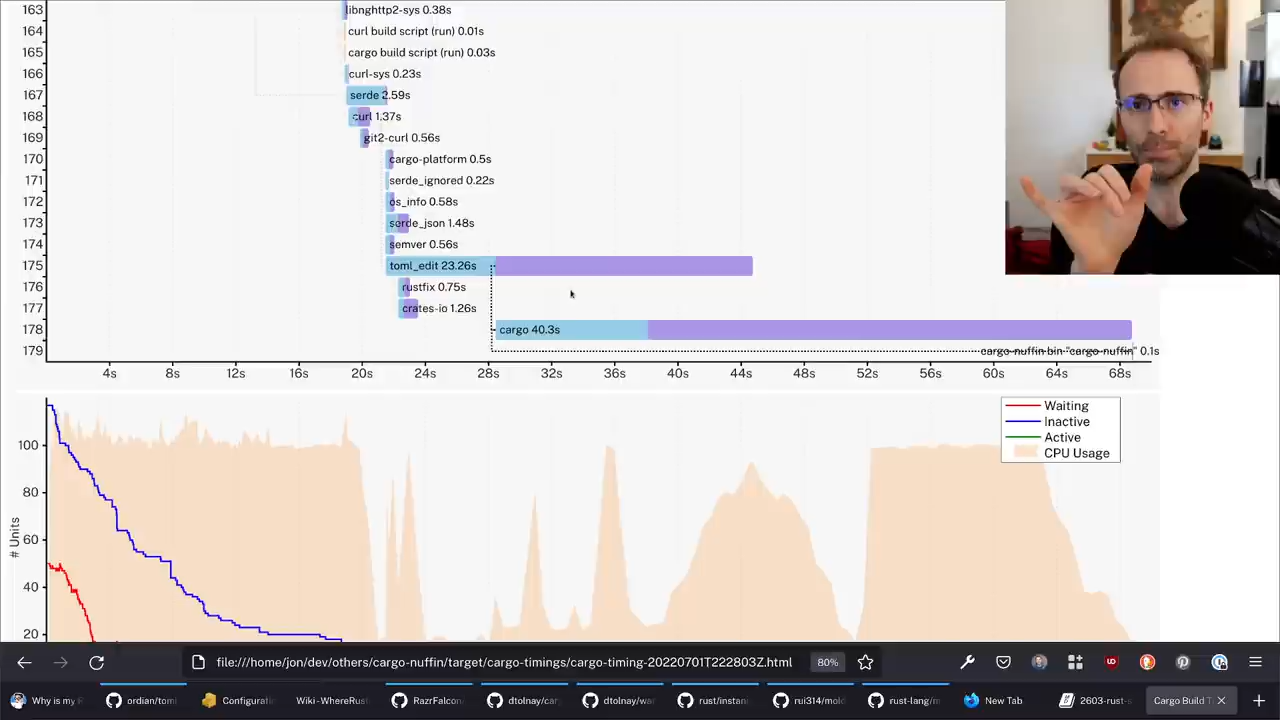 163 libnghttp2-sys 0.38s
164 curl build script (run) 0.01s
165 cargo build script (run) 0.03s
166 curl-sys 0.23s
167 serde 2.59s
168 curl 1.37s
169 git2-curl 0.56s
170 cargo-platform 0.5s
171 serde_ignored 0.22s
172 os_info 0.58s
173 serde_json 1.48s
174 semver 0.56s
175 toml_edit 23.26s
176 rustfix 0.75s
177 crates-io 1.26s
178 cargo 40.3s
179 cargo-nuffin bin "cargo-nuffin" 0.1s
4s 8s 12s 16s 20s 24s 28s 32s 36s 40s 44s 48s 52s 56s 60s 64s 68s
Waiting
Inactive
Active
CPU Usage
# Units
100
80
60
40
20
file:///home/jon/dev/others/cargo-nuffin/target/cargo-timings/cargo-timing-20220701T222803Z.html 80%
Why is my ordian/tom Configura Wiki-WhereRus RazrFalco dtolnay/car dtolnay/wa rust/instan rui314/mol rust-lang/r New Tab 2603-rust-s Cargo Build T